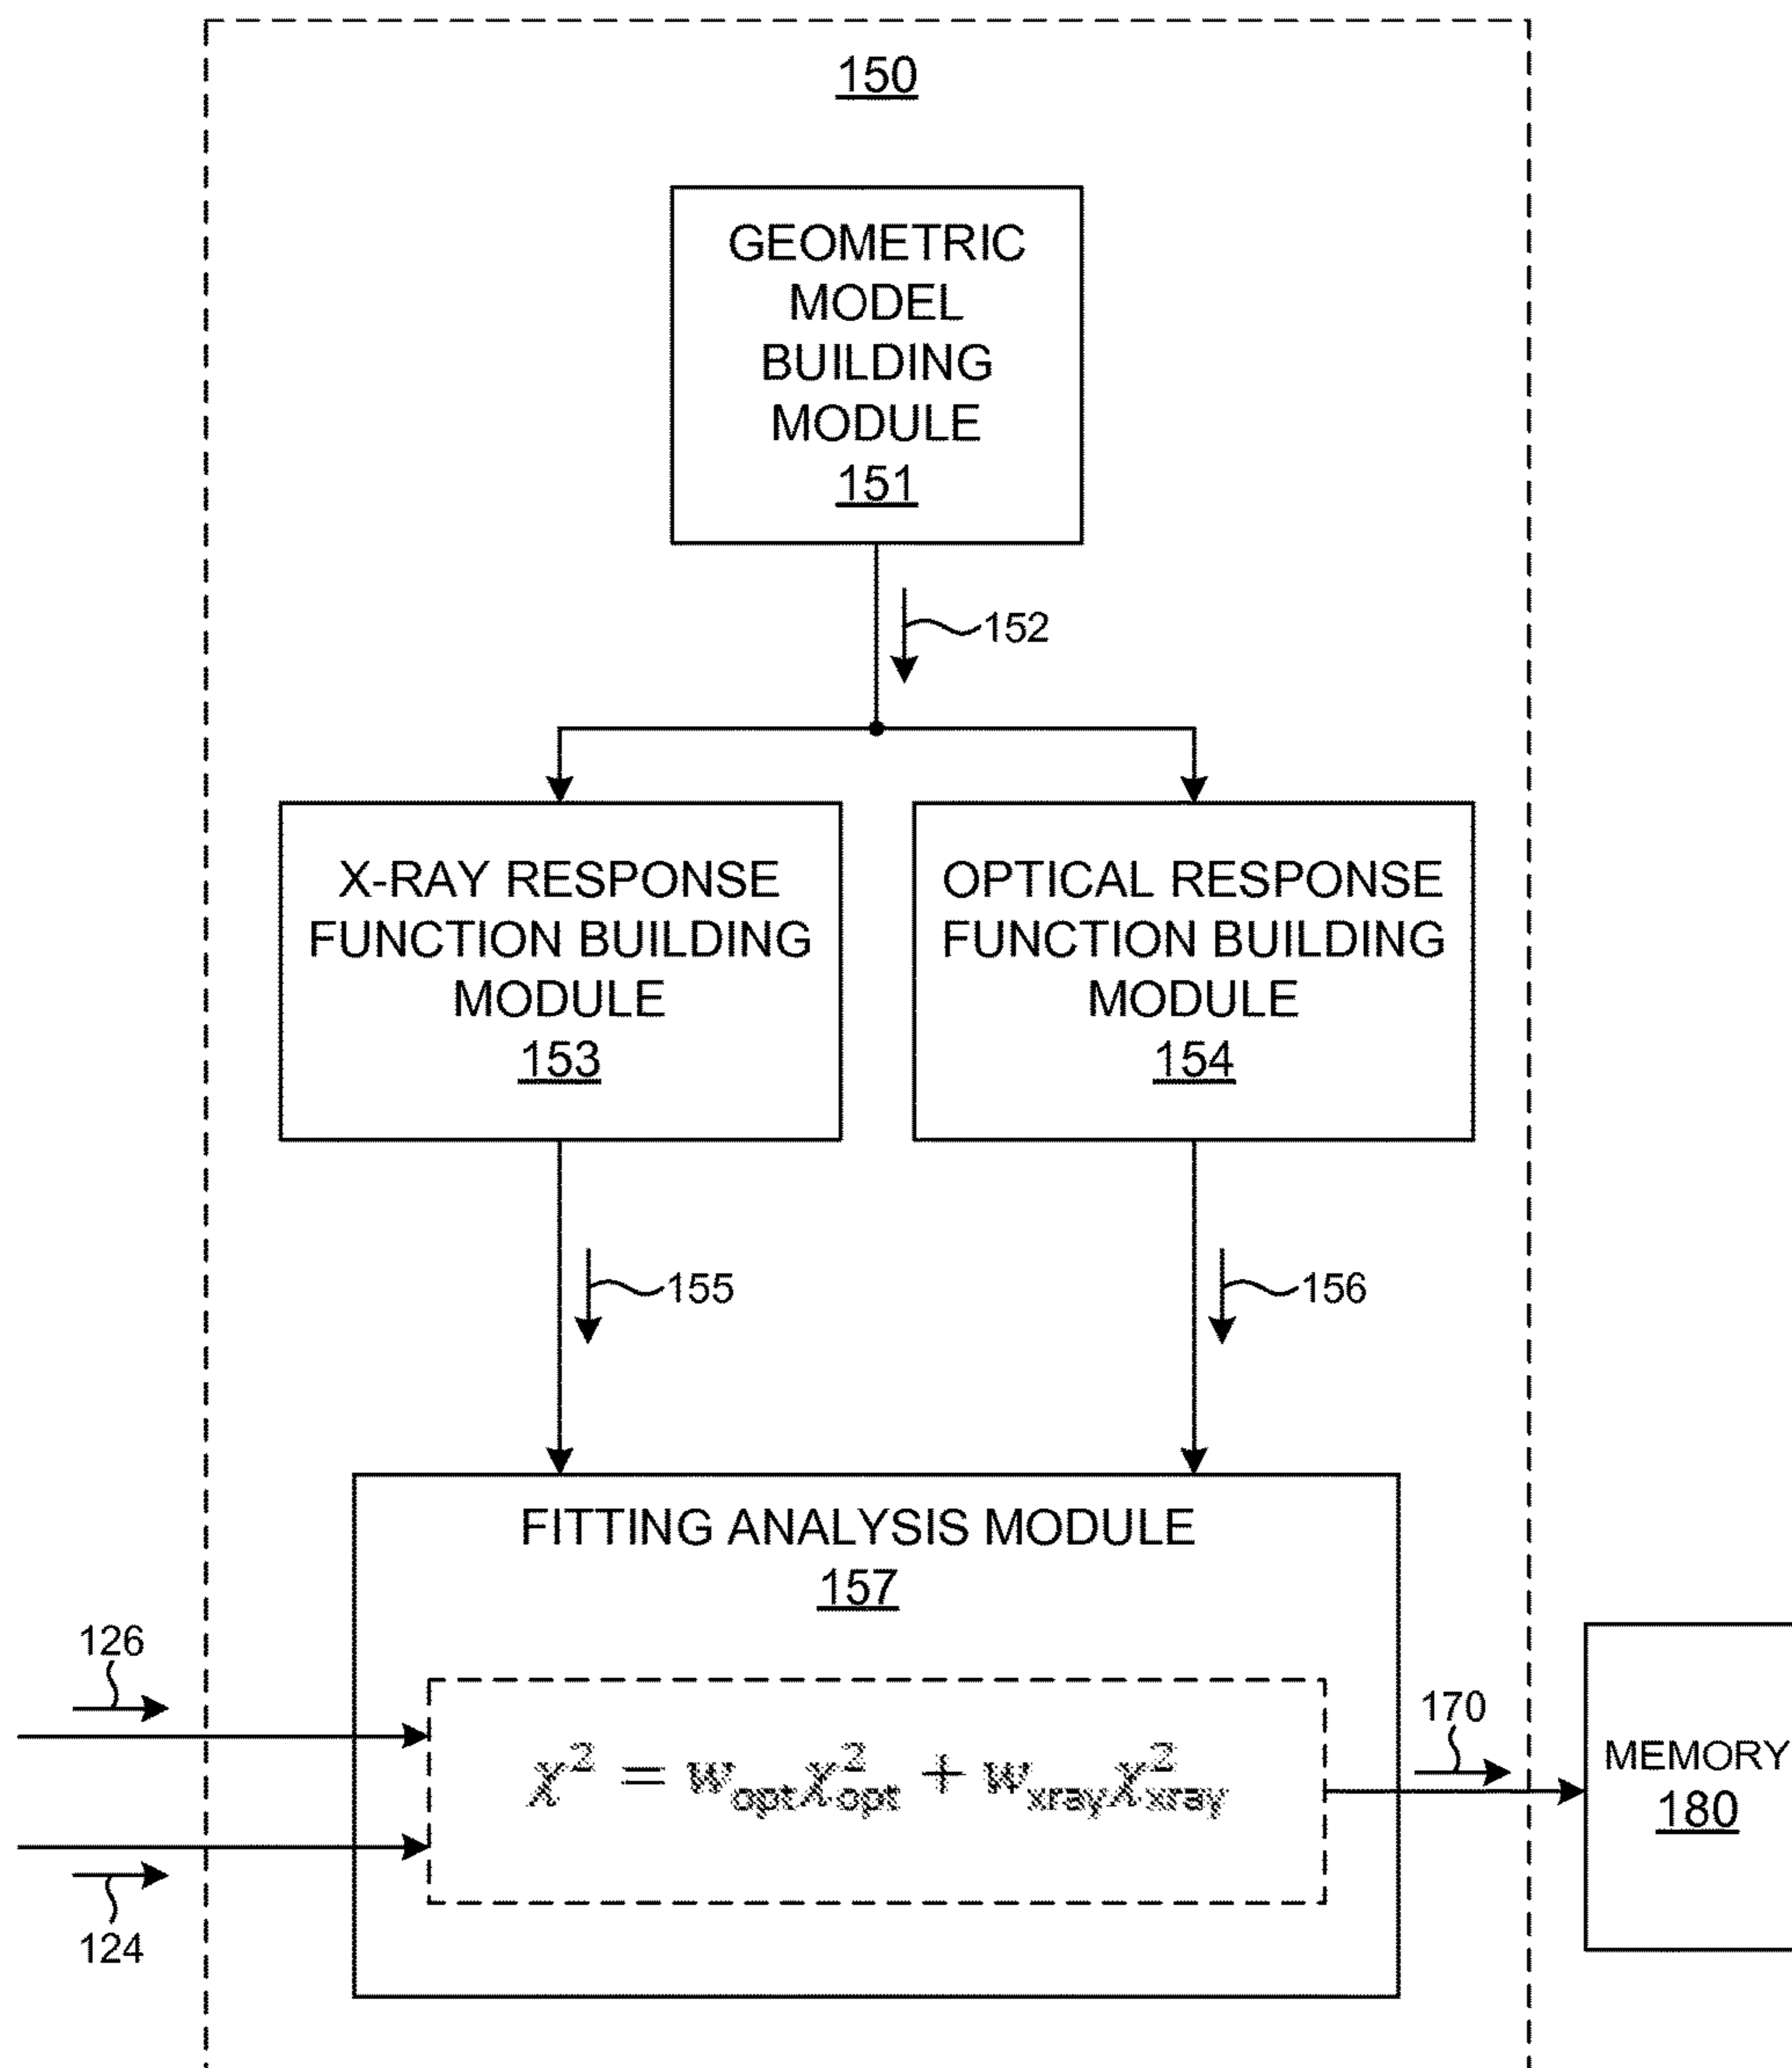 150
GEOMETRIC
MODEL
BUILDING
MODULE
151
152
X-RAY RESPONSE
FUNCTION BUILDING
MODULE
153
OPTICAL RESPONSE
FUNCTION BUILDING
MODULE
154
155
156
FITTING ANALYSIS MODULE
157
126
χ² = w_opt χ²_opt + w_xray χ²_xray
170
MEMORY
180
124